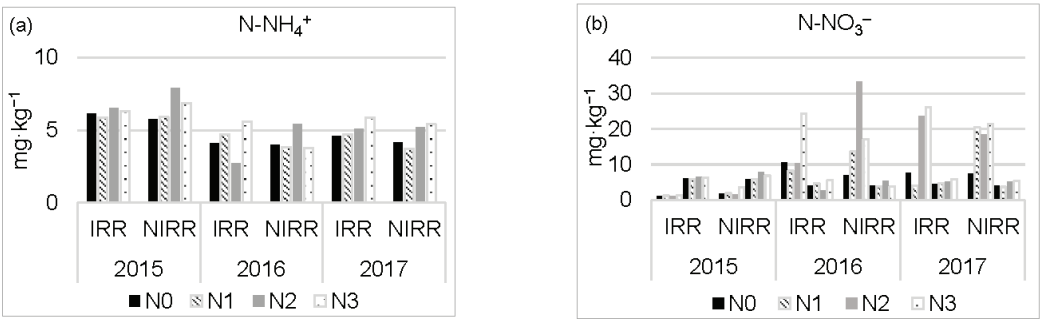 (a) N-NH₄⁺
10
5
0
mg·kg⁻¹
IRR NIRR IRR NIRR IRR NIRR
2015 2016 2017
N0 N1 N2 N3
(b) N-NO₃⁻
40
30
20
10
0
mg·kg⁻¹
IRR NIRR IRR NIRR IRR NIRR
2015 2016 2017
N0 N1 N2 N3